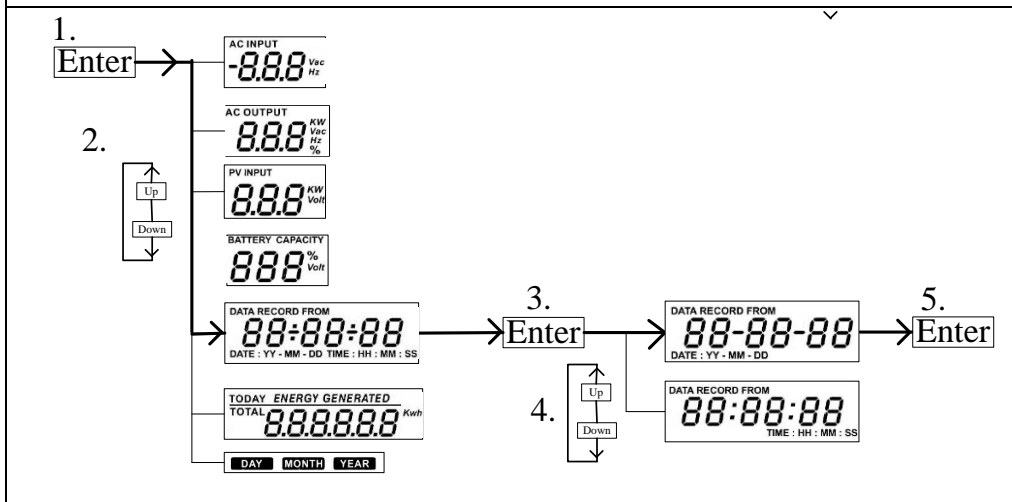 1.
Enter
AC INPUT
-8.8.8 Vac
Hz
AC OUTPUT
8.8.8 KW
Vac
Hz
%
2.
Up
Down
PV INPUT
8.8.8 KW
Volt
BATTERY CAPACITY
888 %
Volt
DATA RECORD FROM
88:88:88
DATE : YY - MM - DD TIME : HH : MM : SS
TODAY ENERGY GENERATED
TOTAL 8.8.8.8.8.8 Kwh
DAY MONTH YEAR
3.
Enter
4.
Up
Down
DATA RECORD FROM
88-88-88
DATE : YY - MM - DD
DATA RECORD FROM
88:88:88
TIME : HH : MM : SS
5.
Enter